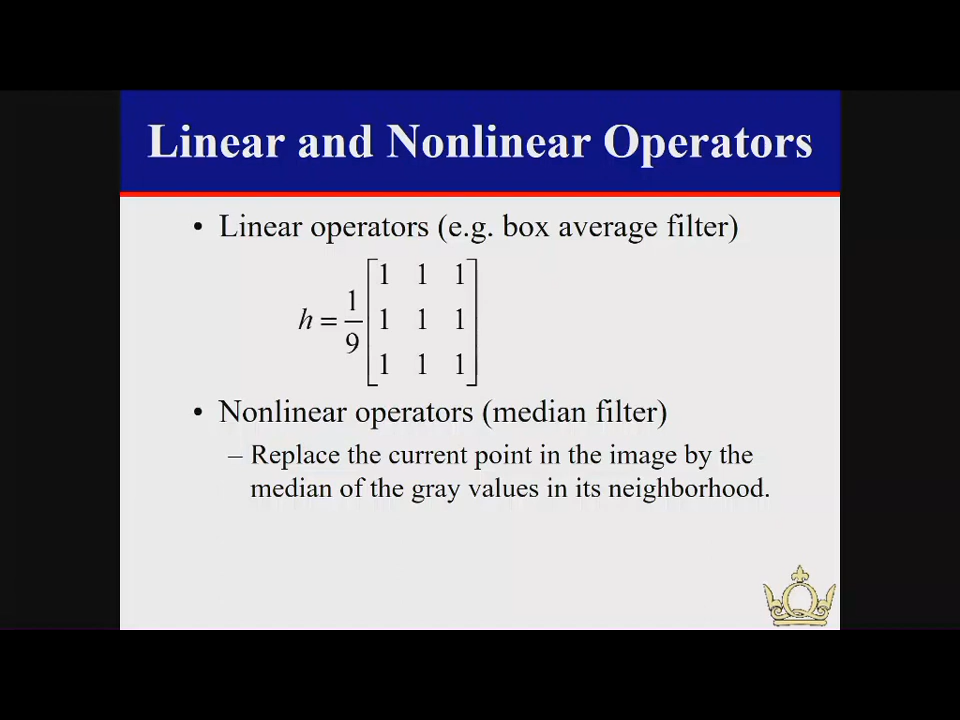 Linear and Nonlinear Operators
• Linear operators (e.g. box average filter)
h = 1/9 [1 1 1
1 1 1
1 1 1]
• Nonlinear operators (median filter)
– Replace the current point in the image by the
median of the gray values in its neighborhood.